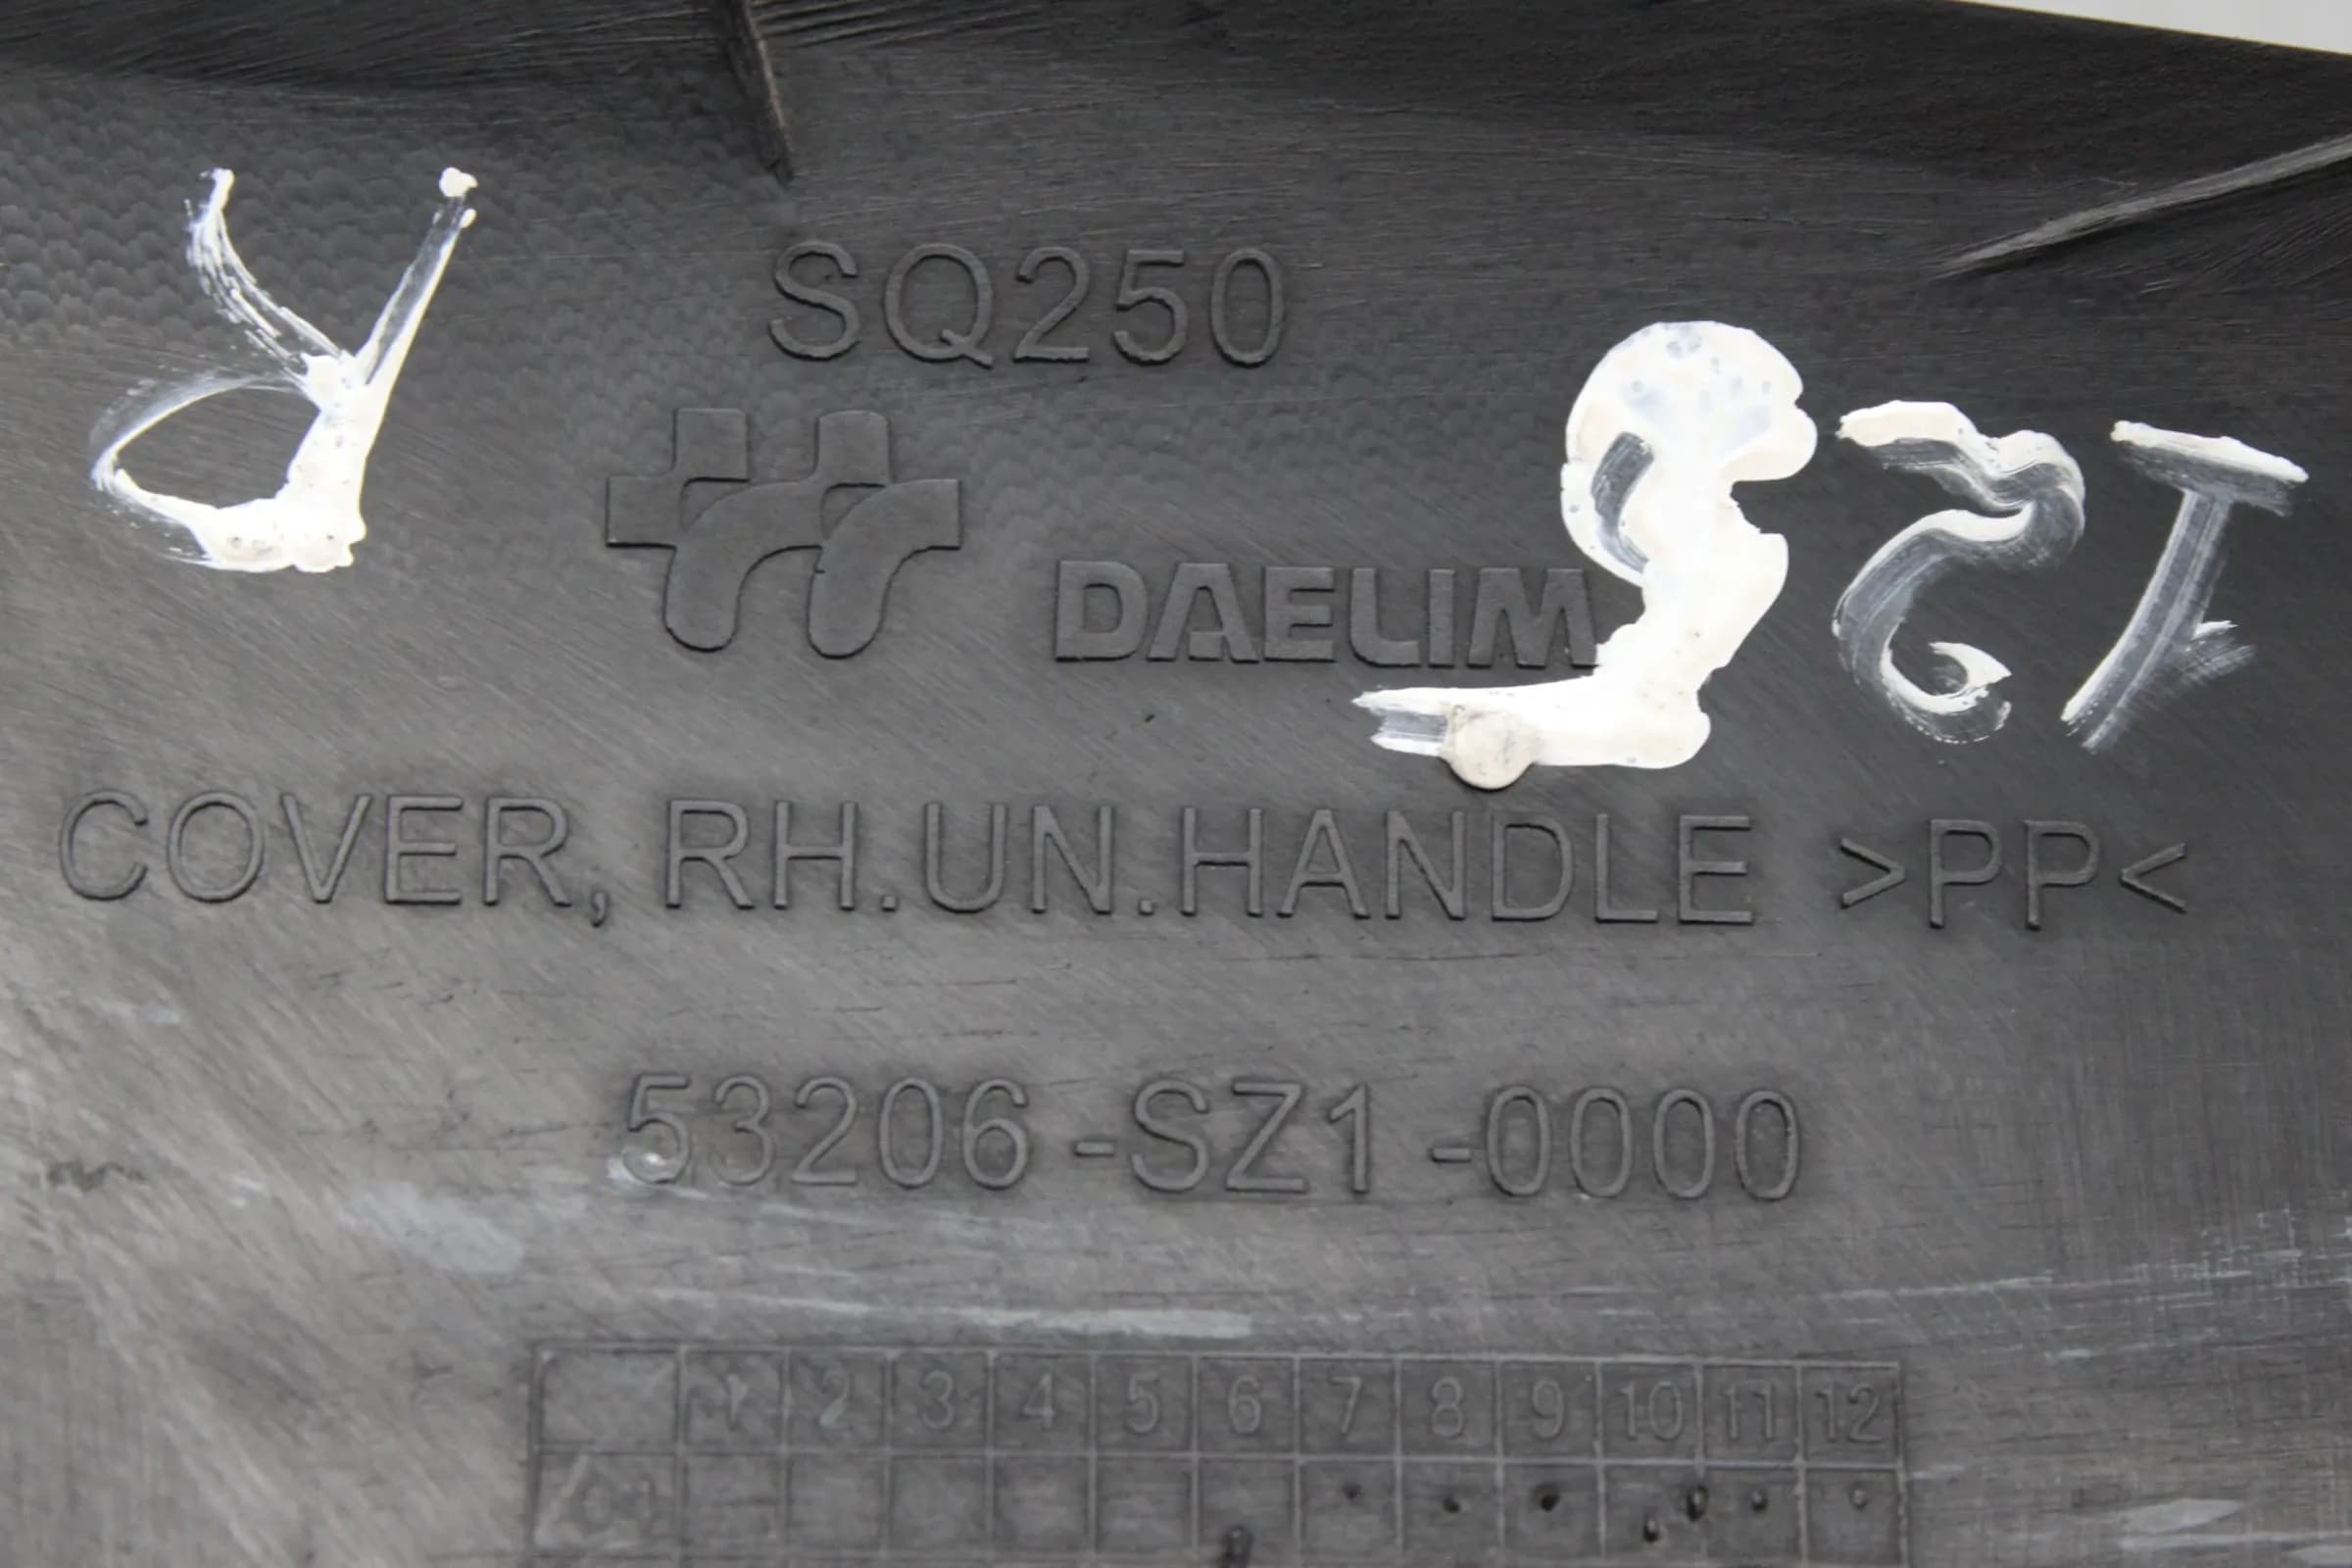 SQ250
DAELIM
COVER, RH.UN.HANDLE >PP<
53206-SZ1-0000
1 2 3 4 5 6 7 8 9 10 11 12
R